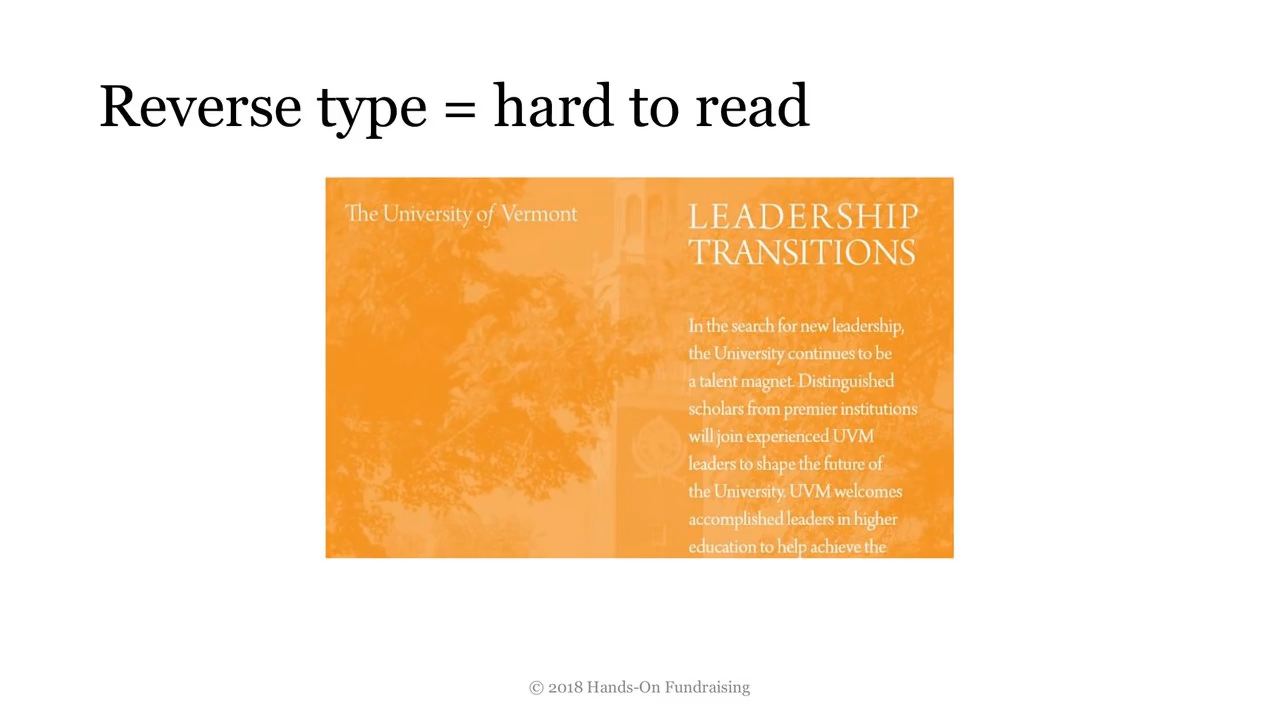 Reverse type = hard to read
The University of Vermont
LEADERSHIP
TRANSITIONS
In the search for new leadership,
the University continues to be
a talent magnet. Distinguished
scholars from premier institutions
will join experienced UVM
leaders to shape the future of
the University. UVM welcomes
accomplished leaders in higher
education to help achieve the
© 2018 Hands-On Fundraising